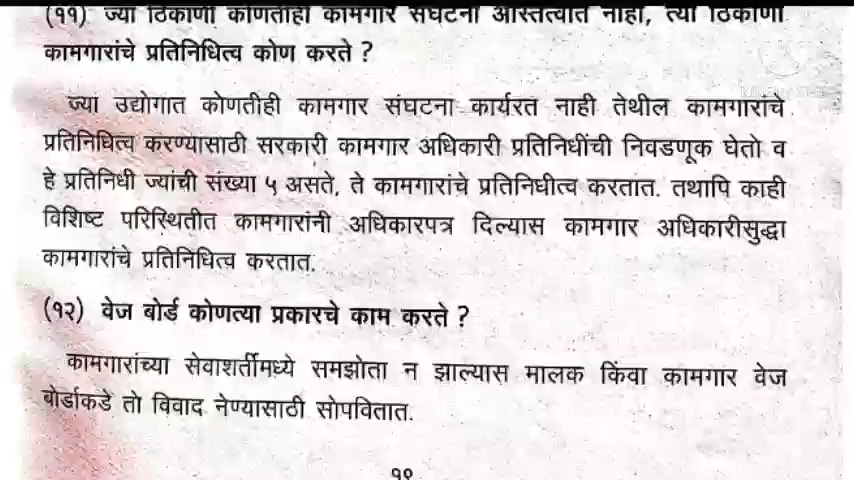 (११) ज्या ठिकाणी कोणतीही कामगार संघटना अस्तित्वात नाही, त्या ठिकाणी
कामगारांचे प्रतिनिधित्व कोण करते ?
ज्या उद्योगात कोणतीही कामगार संघटना कार्यरत नाही तेथील कामगारांचे
प्रतिनिधित्व करण्यासाठी सरकारी कामगार अधिकारी प्रतिनिधींची निवडणूक घेतो व
हे प्रतिनिधी ज्यांची संख्या ५ असते, ते कामगारांचे प्रतिनिधीत्व करतात. तथापि काही
विशिष्ट परिस्थितीत कामगारांनी अधिकारपत्र दिल्यास कामगार अधिकारीसुद्धा
कामगारांचे प्रतिनिधित्व करतात.
(१२) वेज बोर्ड कोणत्या प्रकारचे काम करते ?
कामगारांच्या सेवाशर्तीमध्ये समझोता न झाल्यास मालक किंवा कामगार वेज
बोर्डाकडे तो विवाद नेण्यासाठी सोपवितात.
१९